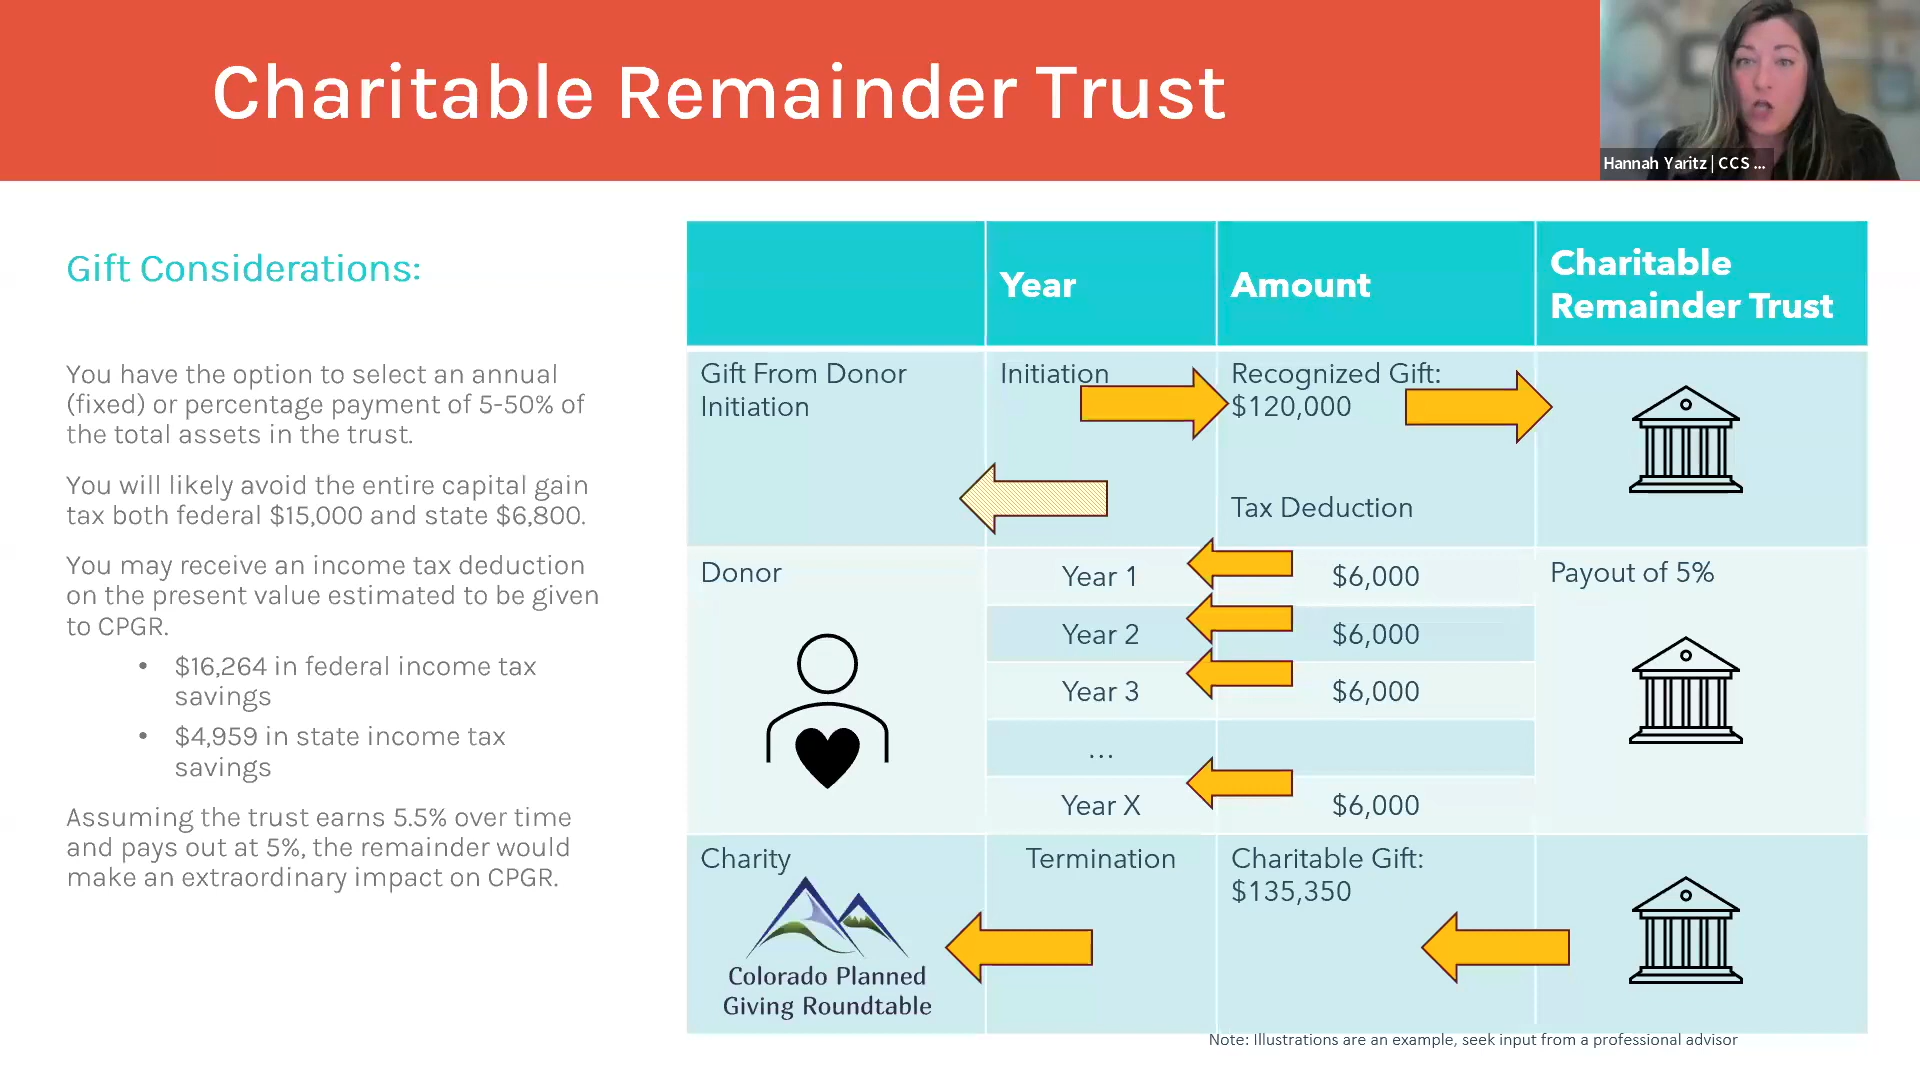 Charitable Remainder Trust
Hannah Yaritz | CCS ...
Gift Considerations:
You have the option to select an annual
(fixed) or percentage payment of 5-50% of
the total assets in the trust.
You will likely avoid the entire capital gain
tax both federal $15,000 and state $6,800.
You may receive an income tax deduction
on the present value estimated to be given
to CPGR.
• $16,264 in federal income tax
savings
• $4,959 in state income tax
savings
Assuming the trust earns 5.5% over time
and pays out at 5%, the remainder would
make an extraordinary impact on CPGR.
Year
Amount
Charitable
Remainder Trust
Gift From Donor
Initiation
Initiation
Recognized Gift:
$120,000
Tax Deduction
Donor
Year 1
$6,000
Payout of 5%
Year 2
$6,000
Year 3
$6,000
...
Year X
$6,000
Charity
Termination
Charitable Gift:
$135,350
Colorado Planned
Giving Roundtable
Note: Illustrations are an example, seek input from a professional advisor